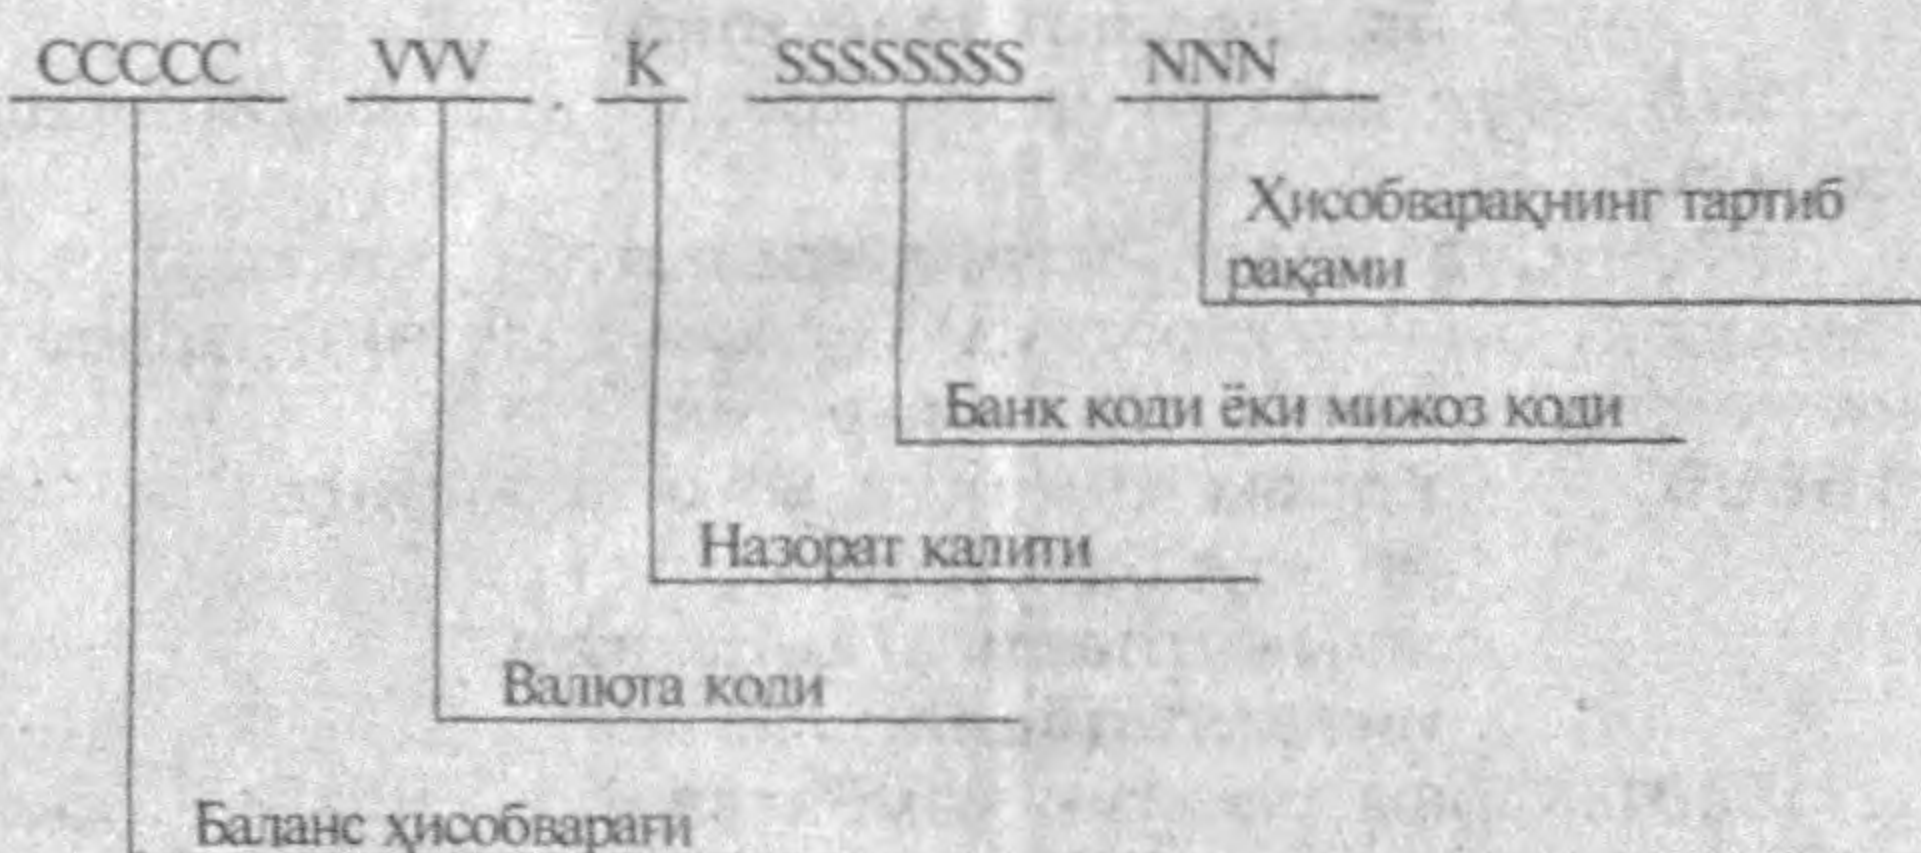 CCCCC VVV K SSSSSSSS NNN
Ҳисобварақнинг тартиб
рақами
Банк коди ёки мижоз коди
Назорат калити
Валюта коди
Баланс ҳисобварағи